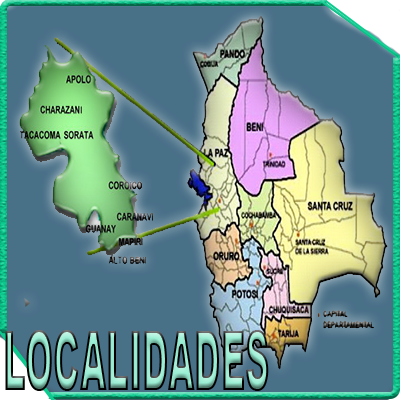 APOLO
CHARAZANI
TACACOMA SORATA
COROICO
CARANAVI
GUANAY
MAPIRI
ALTO BENI
PANDO
COBIJA
BENI
TRINIDAD
LA PAZ
SANTA CRUZ
COCHABAMBA
SANTA CRUZ
DE LA SIERRA
ORURO
SUCRE
POTOSI
CHUQUISACA
CAPITAL
DEPARTAMENTAL
TARIJA
LOCALIDADES